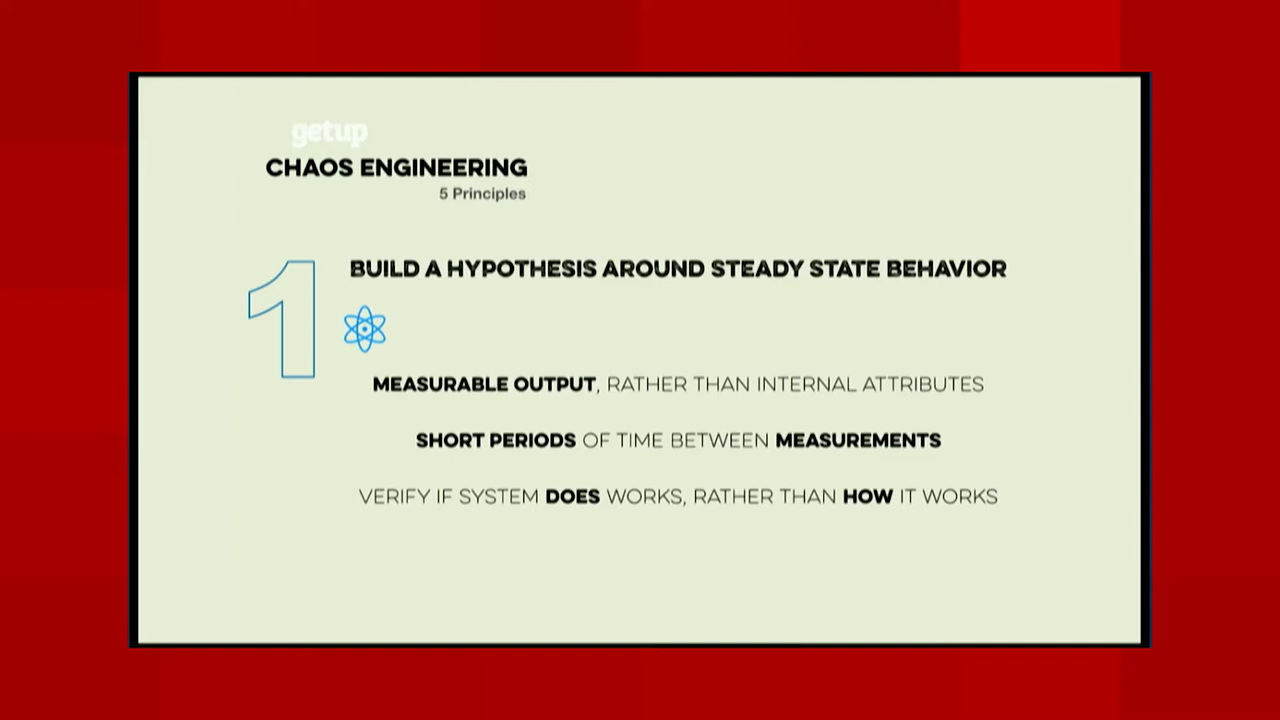 getup
CHAOS ENGINEERING
5 Principles
1
BUILD A HYPOTHESIS AROUND STEADY STATE BEHAVIOR
MEASURABLE OUTPUT, RATHER THAN INTERNAL ATTRIBUTES
SHORT PERIODS OF TIME BETWEEN MEASUREMENTS
VERIFY IF SYSTEM DOES WORKS, RATHER THAN HOW IT WORKS